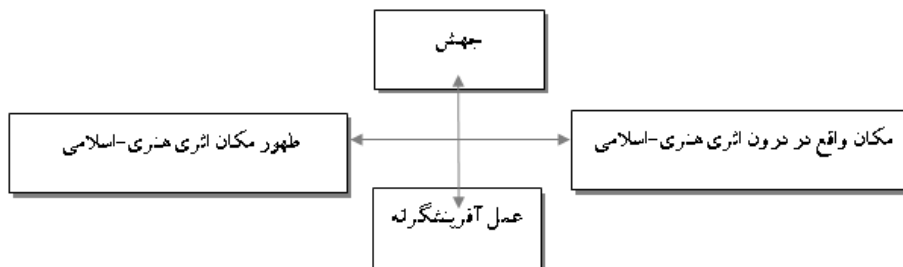 جهش
مکان واقع در درون اثری هنری-اسلامی
ظهور مکان اثری هنری-اسلامی
عمل آفرینشگرانه